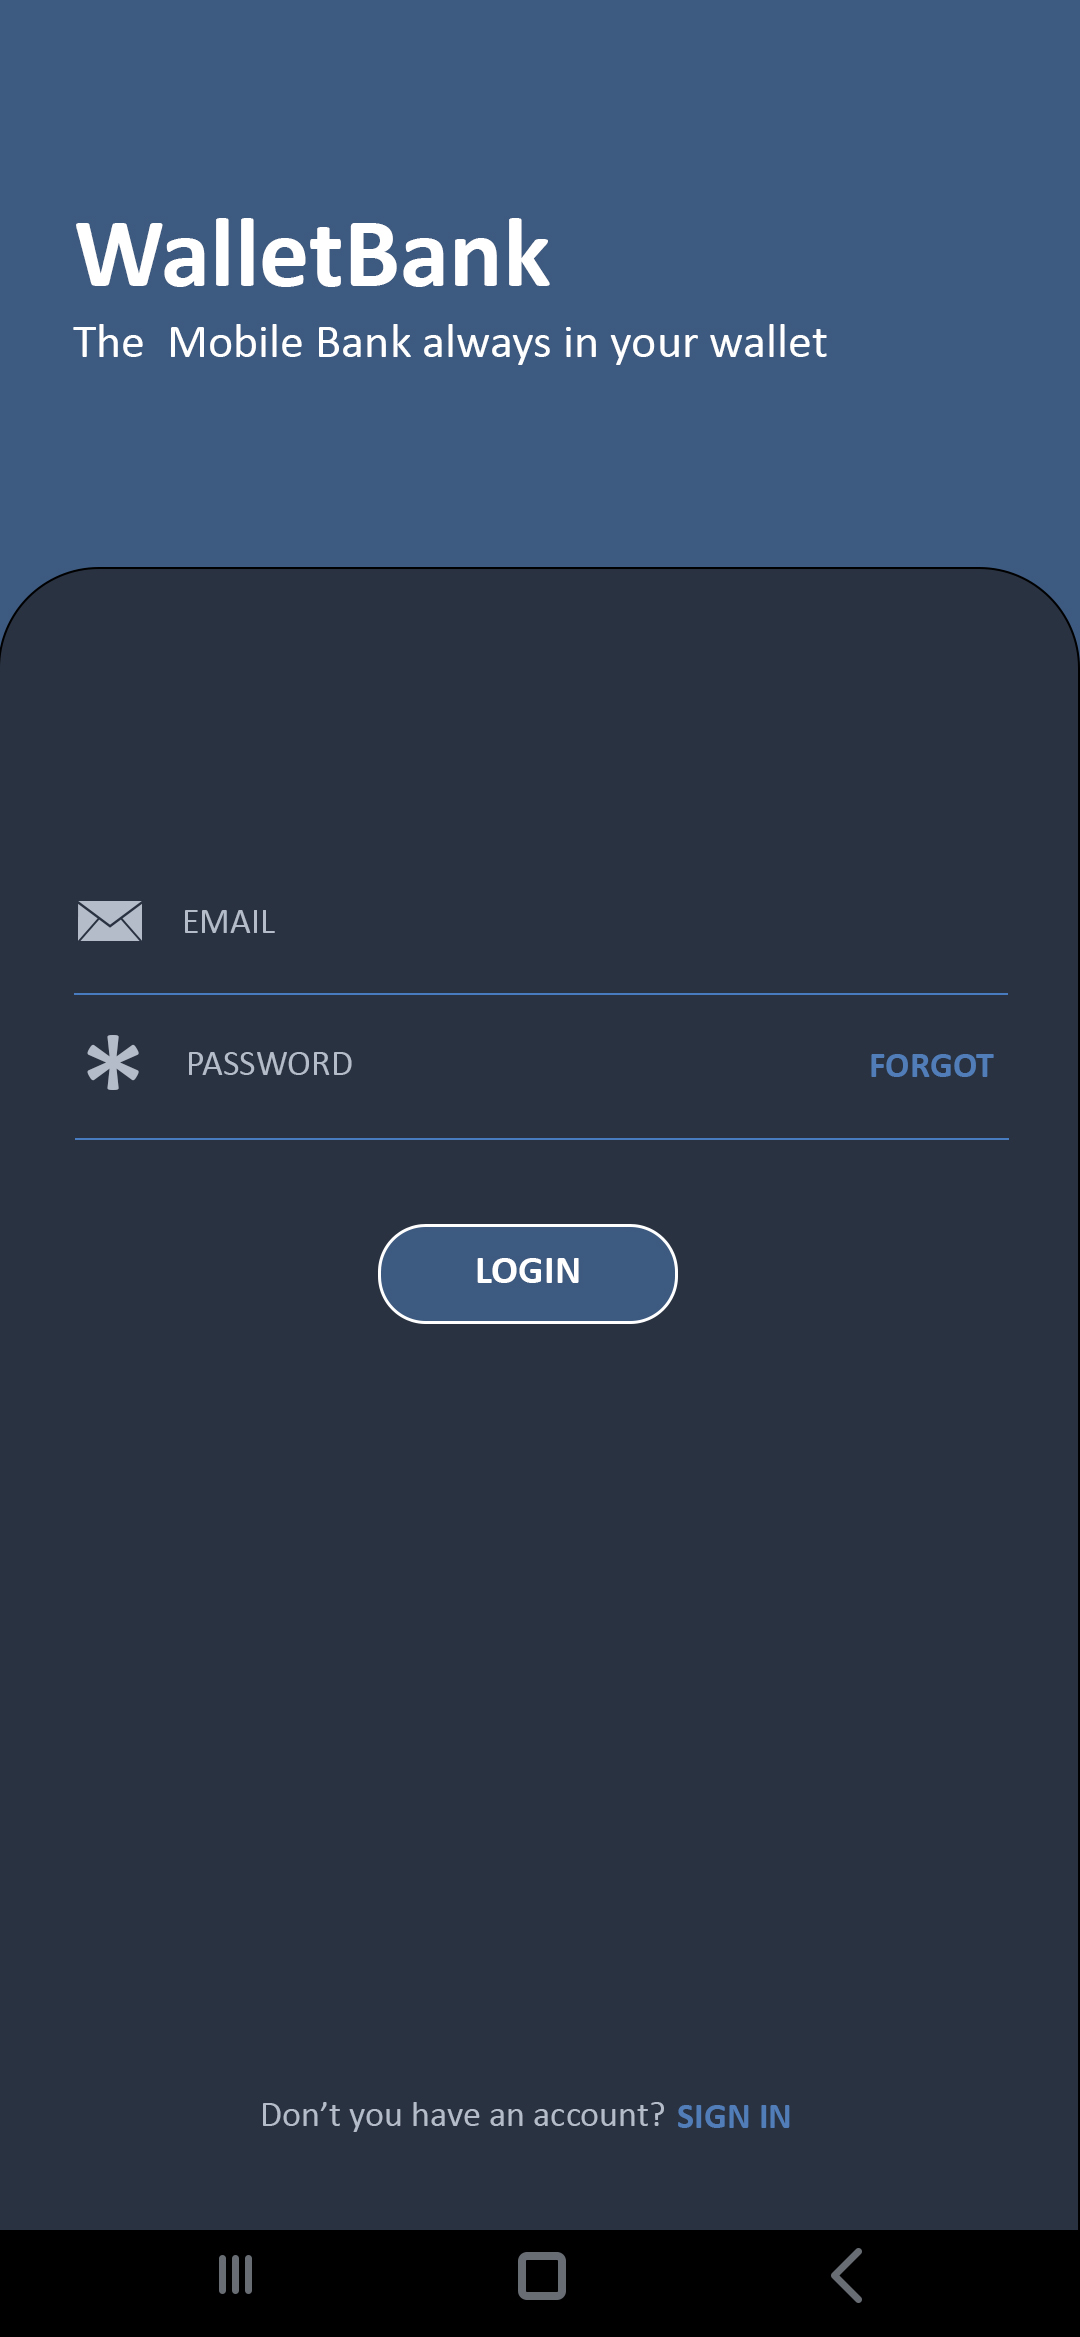 WalletBank
The  Mobile Bank always in your wallet
EMAIL
PASSWORD FORGOT
LOGIN
Don’t you have an account? SIGN IN